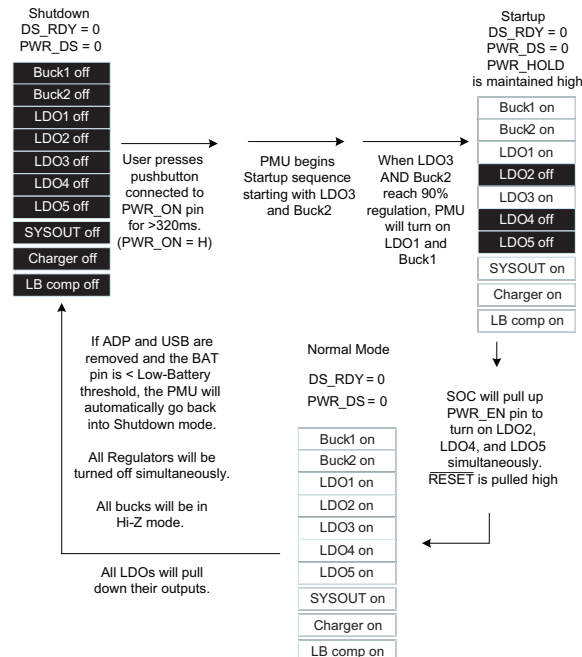 Shutdown
DS_RDY = 0
PWR_DS = 0
Buck1 off
Buck2 off
LDO1 off
LDO2 off
LDO3 off
LDO4 off
LDO5 off
SYSOUT off
Charger off
LB comp off
User presses
pushbutton
connected to
PWR_ON pin
for >320ms.
(PWR_ON = H)
PMU begins
Startup sequence
starting with LDO3
and Buck2
When LDO3
AND Buck2
reach 90%
regulation, PMU
will turn on
LDO1 and
Buck1
Startup
DS_RDY = 0
PWR_DS = 0
PWR_HOLD
is maintained high
Buck1 on
Buck2 on
LDO1 on
LDO2 off
LDO3 on
LDO4 off
LDO5 off
SYSOUT on
Charger on
LB comp on
SOC will pull up
PWR_EN pin to
turn on LDO2,
LDO4, and LDO5
simultaneously.
RESET is pulled high
Normal Mode
DS_RDY = 0
PWR_DS = 0
Buck1 on
Buck2 on
LDO1 on
LDO2 on
LDO3 on
LDO4 on
LDO5 on
SYSOUT on
Charger on
LB comp on
If ADP and USB are
removed and the BAT
pin is < Low-Battery
threshold, the PMU will
automatically go back
into Shutdown mode.
All Regulators will be
turned off simultaneously.
All bucks will be in
Hi-Z mode.
All LDOs will pull
down their outputs.